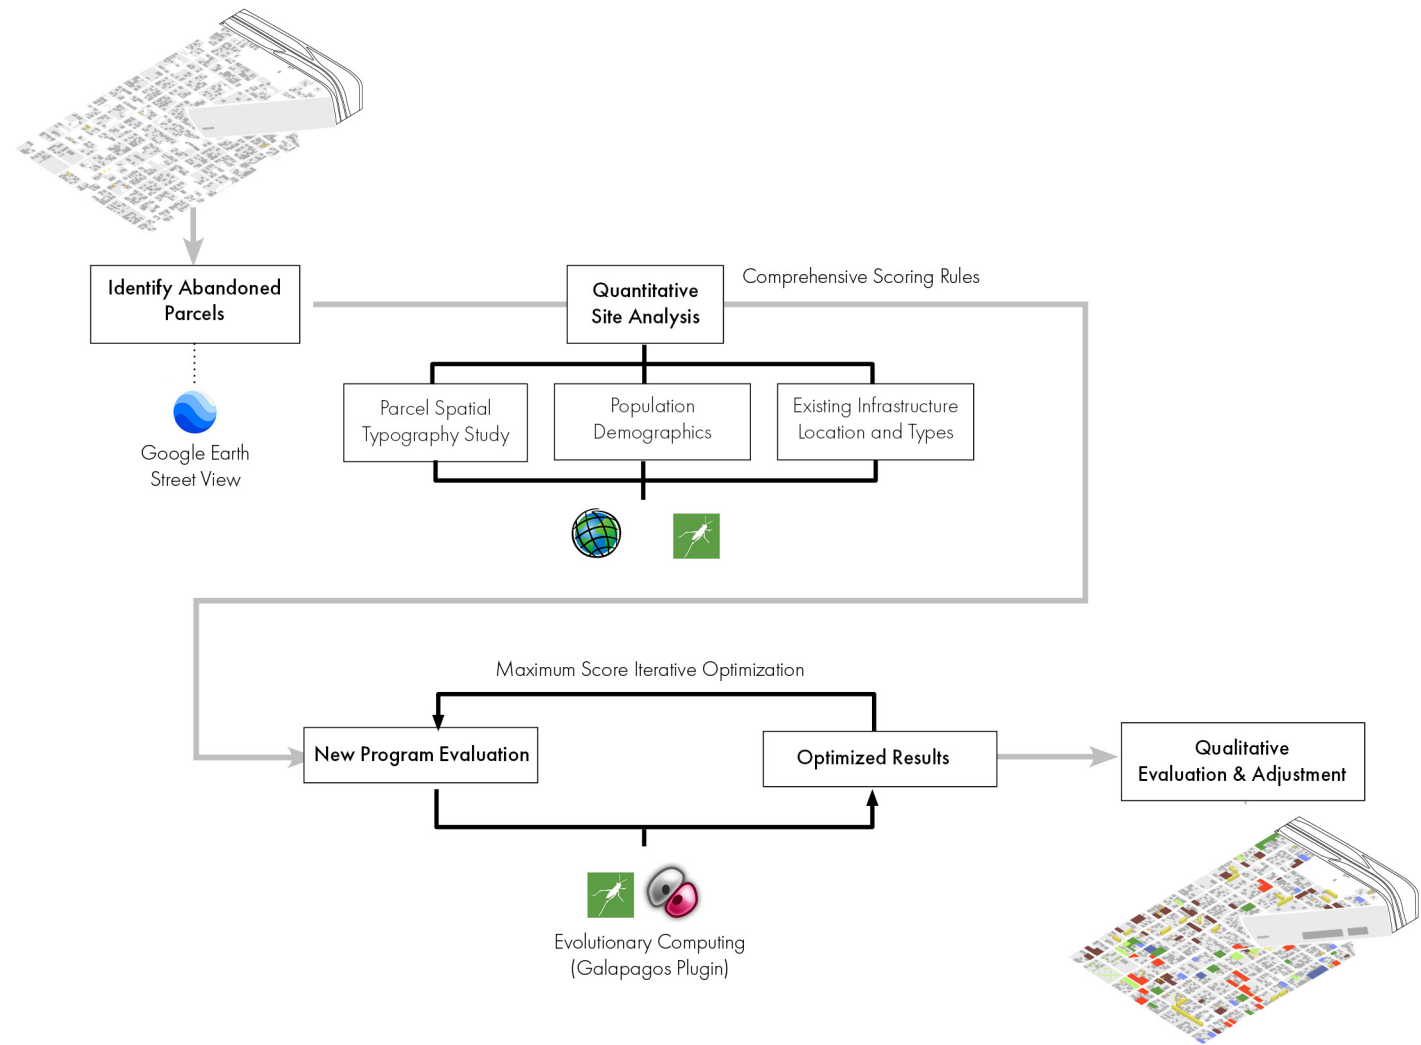 Identify Abandoned
Parcels
Google Earth
Street View
Quantitative
Site Analysis
Comprehensive Scoring Rules
Parcel Spatial
Typography Study
Population
Demographics
Existing Infrastructure
Location and Types
Maximum Score Iterative Optimization
New Program Evaluation
Optimized Results
Qualitative
Evaluation & Adjustment
Evolutionary Computing
(Galapagos Plugin)